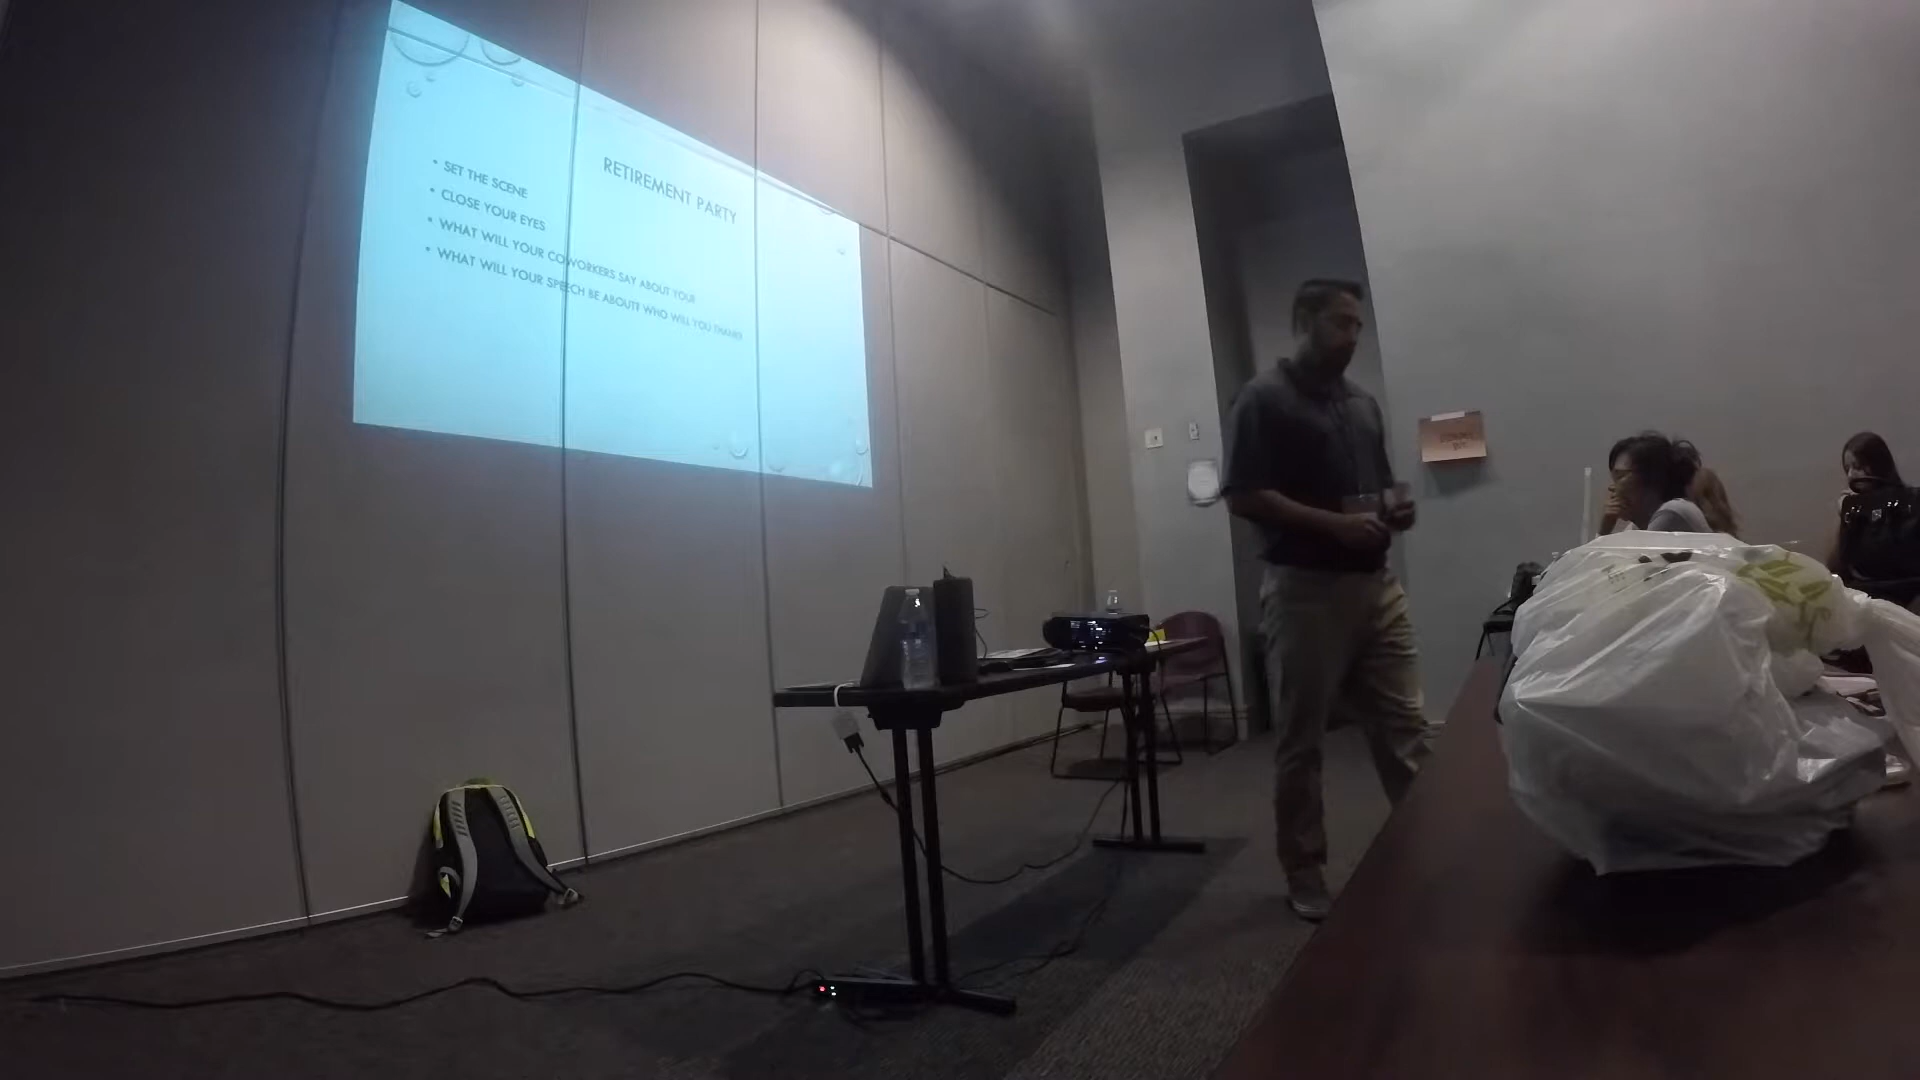 RETIREMENT PARTY
• SET THE SCENE
• CLOSE YOUR EYES
• WHAT WILL YOUR COWORKERS SAY ABOUT YOU?
• WHAT WILL YOUR SPEECH BE ABOUT? WHO WILL YOU THANK?